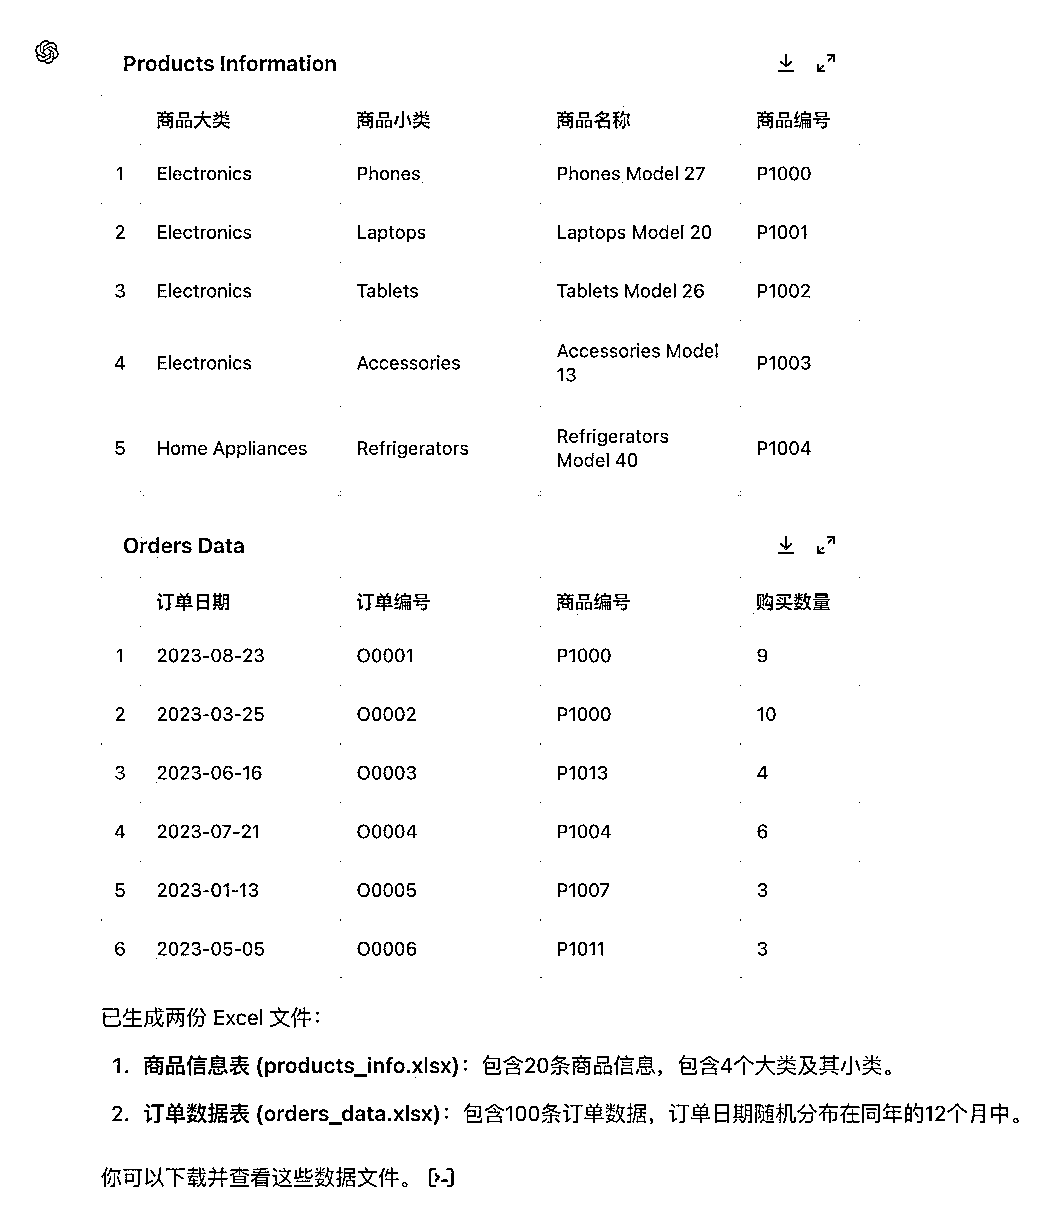 Products Information
商品大类 商品小类 商品名称 商品编号
1 Electronics Phones Phones Model 27 P1000
2 Electronics Laptops Laptops Model 20 P1001
3 Electronics Tablets Tablets Model 26 P1002
4 Electronics Accessories Accessories Model 13 P1003
5 Home Appliances Refrigerators Refrigerators Model 40 P1004
Orders Data
订单日期 订单编号 商品编号 购买数量
1 2023-08-23 O0001 P1000 9
2 2023-03-25 O0002 P1000 10
3 2023-06-16 O0003 P1013 4
4 2023-07-21 O0004 P1004 6
5 2023-01-13 O0005 P1007 3
6 2023-05-05 O0006 P1011 3
已生成两份 Excel 文件：
1. 商品信息表 (products_info.xlsx)：包含20条商品信息，包含4个大类及其小类。
2. 订单数据表 (orders_data.xlsx)：包含100条订单数据，订单日期随机分布在同年的12个月中。
你可以下载并查看这些数据文件。 [>-]